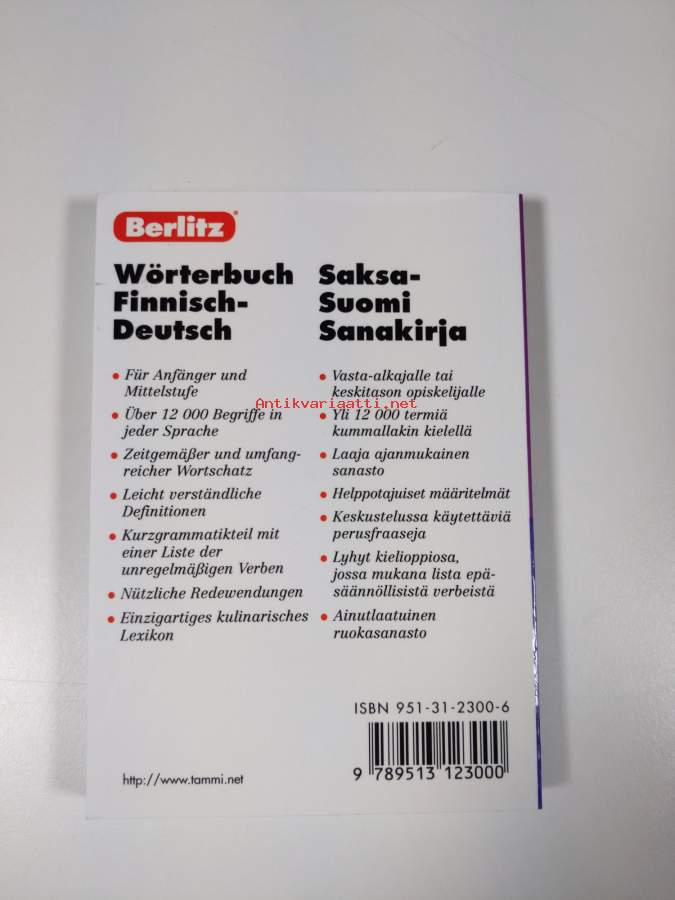 Berlitz
Wörterbuch
Finnisch-
Deutsch
• Für Anfänger und
Mittelstufe
• Über 12 000 Begriffe in
jeder Sprache
• Zeitgemäßer und umfang-
reicher Wortschatz
• Leicht verständliche
Definitionen
• Kurzgrammatikteil mit
einer Liste der
unregelmäßigen Verben
• Nützliche Redewendungen
• Einzigartiges kulinarisches
Lexikon
Saksa-
Suomi
Sanakirja
• Vasta-alkajalle tai
keskitason opiskelijalle
• Yli 12 000 termiä
kummallakin kielellä
• Laaja ajanmukainen
sanasto
• Helppotajuiset määritelmät
• Keskustelussa käytettäviä
perusfraaseja
• Lyhyt kielioppiosa,
jossa mukana lista epä-
säännöllisistä verbeistä
• Ainutlaatuinen
ruokasanasto
Antikvariaatti.net
ISBN 951-31-2300-6
9 789513 123000
http://www.tammi.net